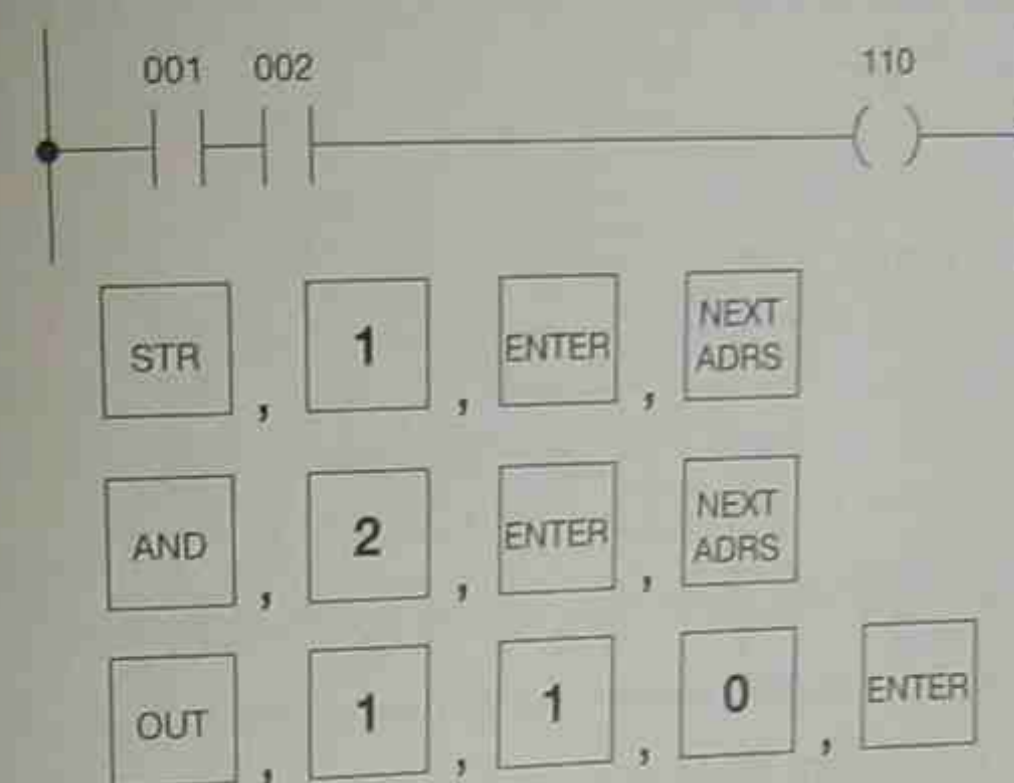 001 002 110
STR , 1 , ENTER , NEXT ADRS
AND , 2 , ENTER , NEXT ADRS
OUT , 1 , 1 , 0 , ENTER